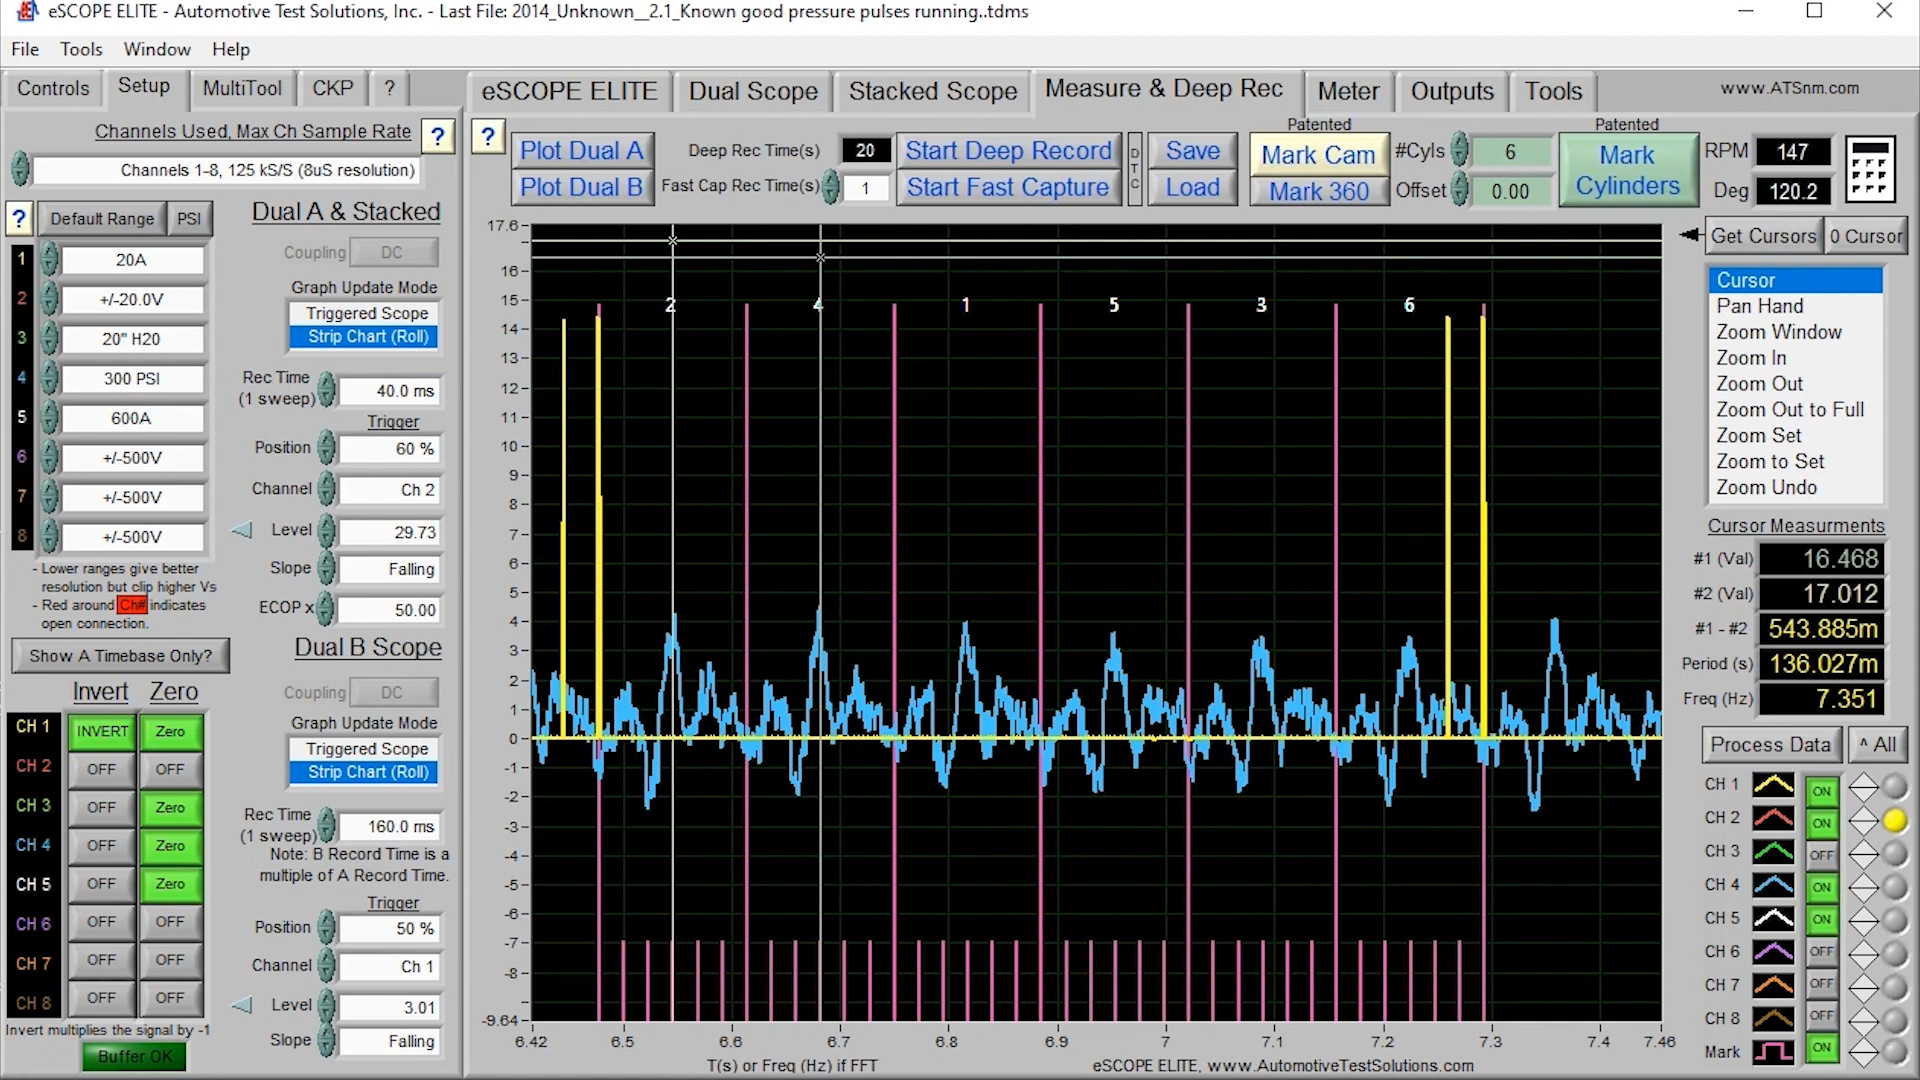 eSCOPE ELITE - Automotive Test Solutions, Inc. - Last File: 2014_Unknown__2.1_Known good pressure pulses running..tdms
File Tools Window Help
Controls Setup MultiTool CKP ?
eSCOPE ELITE Dual Scope Stacked Scope Measure & Deep Rec Meter Outputs Tools www.ATSnm.com
Channels Used, Max Ch Sample Rate ?
Channels 1-8, 125 kS/S (8uS resolution)
? Default Range PSI
1 20A
2 +/-20.0V
3 20" H20
4 300 PSI
5 600A
6 +/-500V
7 +/-500V
8 +/-500V
- Lower ranges give better
resolution but clip higher Vs
- Red around Ch# indicates
open connection.
Show A Timebase Only?
Invert Zero
CH 1 INVERT Zero
CH 2 OFF OFF
CH 3 OFF Zero
CH 4 OFF Zero
CH 5 OFF Zero
CH 6 OFF OFF
CH 7 OFF OFF
CH 8 OFF OFF
Invert multiplies the signal by -1
Buffer OK
Dual A & Stacked
Coupling DC
Graph Update Mode
Triggered Scope
Strip Chart (Roll)
Rec Time
(1 sweep) 40.0 ms
Trigger
Position 60 %
Channel Ch 2
Level 29.73
Slope Falling
ECOP x 50.00
Dual B Scope
Coupling DC
Graph Update Mode
Triggered Scope
Strip Chart (Roll)
Rec Time
(1 sweep) 160.0 ms
Note: B Record Time is a
multiple of A Record Time.
Trigger
Position 50 %
Channel Ch 1
Level 3.01
Slope Falling
?
Plot Dual A
Plot Dual B
Deep Rec Time(s) 20
Fast Cap Rec Time(s) 1
Start Deep Record
Start Fast Capture
D
T
C
Save
Load
Patented
Mark Cam
Mark 360
#Cyls 6
Offset 0.00
Patented
Mark
Cylinders
RPM 147
Deg 120.2
17.6
16
15
14
13
12
11
10
9
8
7
6
5
4
3
2
1
0
-1
-2
-3
-4
-5
-6
-7
-8
-9.64
2 4 1 5 3 6
6.42 6.5 6.6 6.7 6.8 6.9 7 7.1 7.2 7.3 7.4 7.46
T(s) or Freq (Hz) if FFT
eSCOPE ELITE, www.AutomotiveTestSolutions.com
Get Cursors 0 Cursor
Cursor
Pan Hand
Zoom Window
Zoom In
Zoom Out
Zoom Out to Full
Zoom Set
Zoom to Set
Zoom Undo
Cursor Measurments
#1 (Val) 16.468
#2 (Val) 17.012
#1 - #2 543.885m
Period (s) 136.027m
Freq (Hz) 7.351
Process Data ^ All
CH 1 ON
CH 2 ON
CH 3 OFF
CH 4 ON
CH 5 ON
CH 6 OFF
CH 7 OFF
CH 8 OFF
Mark ON